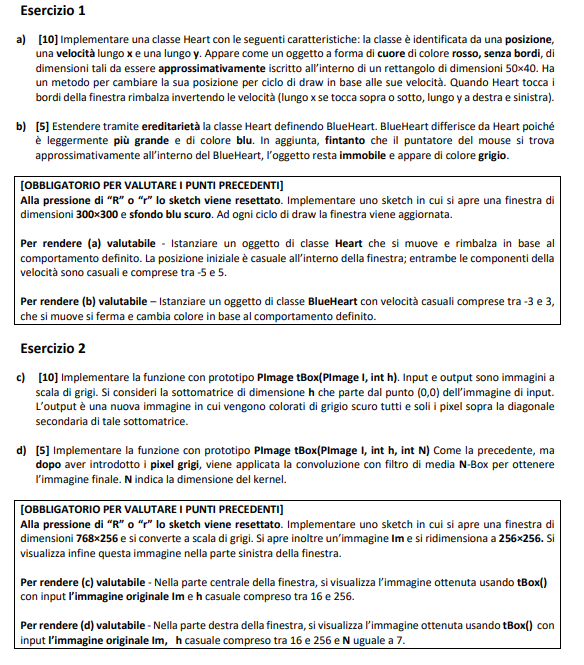 Esercizio 1
a) [10] Implementare una classe Heart con le seguenti caratteristiche: la classe è identificata da una posizione,
una velocità lungo x e una lungo y. Appare come un oggetto a forma di cuore di colore rosso, senza bordi, di
dimensioni tali da essere approssimativamente iscritto all'interno di un rettangolo di dimensioni 50×40. Ha
un metodo per cambiare la sua posizione per ciclo di draw in base alle sue velocità. Quando Heart tocca i
bordi della finestra rimbalza invertendo le velocità (lungo x se tocca sopra o sotto, lungo y a destra e sinistra).
b) [5] Estendere tramite ereditarietà la classe Heart definendo BlueHeart. BlueHeart differisce da Heart poiché
è leggermente più grande e di colore blu. In aggiunta, fintanto che il puntatore del mouse si trova
approssimativamente all'interno del BlueHeart, l'oggetto resta immobile e appare di colore grigio.
[OBBLIGATORIO PER VALUTARE I PUNTI PRECEDENTI]
Alla pressione di "R" o "r" lo sketch viene resettato. Implementare uno sketch in cui si apre una finestra di
dimensioni 300×300 e sfondo blu scuro. Ad ogni ciclo di draw la finestra viene aggiornata.
Per rendere (a) valutabile - Istanziare un oggetto di classe Heart che si muove e rimbalza in base al
comportamento definito. La posizione iniziale è casuale all'interno della finestra; entrambe le componenti della
velocità sono casuali e comprese tra -5 e 5.
Per rendere (b) valutabile – Istanziare un oggetto di classe BlueHeart con velocità casuali comprese tra -3 e 3,
che si muove si ferma e cambia colore in base al comportamento definito.
Esercizio 2
c) [10] Implementare la funzione con prototipo PImage tBox(PImage I, int h). Input e output sono immagini a
scala di grigi. Si consideri la sottomatrice di dimensione h che parte dal punto (0,0) dell'immagine di input.
L'output è una nuova immagine in cui vengono colorati di grigio scuro tutti e soli i pixel sopra la diagonale
secondaria di tale sottomatrice.
d) [5] Implementare la funzione con prototipo PImage tBox(PImage I, int h, int N) Come la precedente, ma
dopo aver introdotto i pixel grigi, viene applicata la convoluzione con filtro di media N-Box per ottenere
l'immagine finale. N indica la dimensione del kernel.
[OBBLIGATORIO PER VALUTARE I PUNTI PRECEDENTI]
Alla pressione di "R" o "r" lo sketch viene resettato. Implementare uno sketch in cui si apre una finestra di
dimensioni 768×256 e si converte a scala di grigi. Si apre inoltre un'immagine Im e si ridimensiona a 256×256. Si
visualizza infine questa immagine nella parte sinistra della finestra.
Per rendere (c) valutabile - Nella parte centrale della finestra, si visualizza l'immagine ottenuta usando tBox()
con input l'immagine originale Im e h casuale compreso tra 16 e 256.
Per rendere (d) valutabile - Nella parte destra della finestra, si visualizza l'immagine ottenuta usando tBox() con
input l'immagine originale Im, h casuale compreso tra 16 e 256 e N uguale a 7.